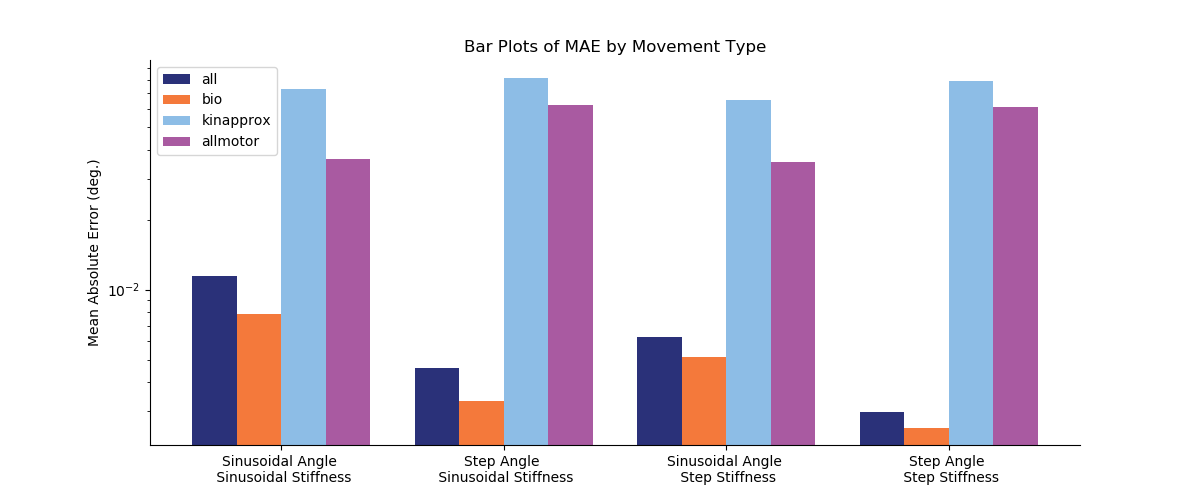 Bar Plots of MAE by Movement Type
all
bio
kinapprox
allmotor
Mean Absolute Error (deg.)
10⁻²
Sinusoidal Angle
Sinusoidal Stiffness
Step Angle
Sinusoidal Stiffness
Sinusoidal Angle
Step Stiffness
Step Angle
Step Stiffness